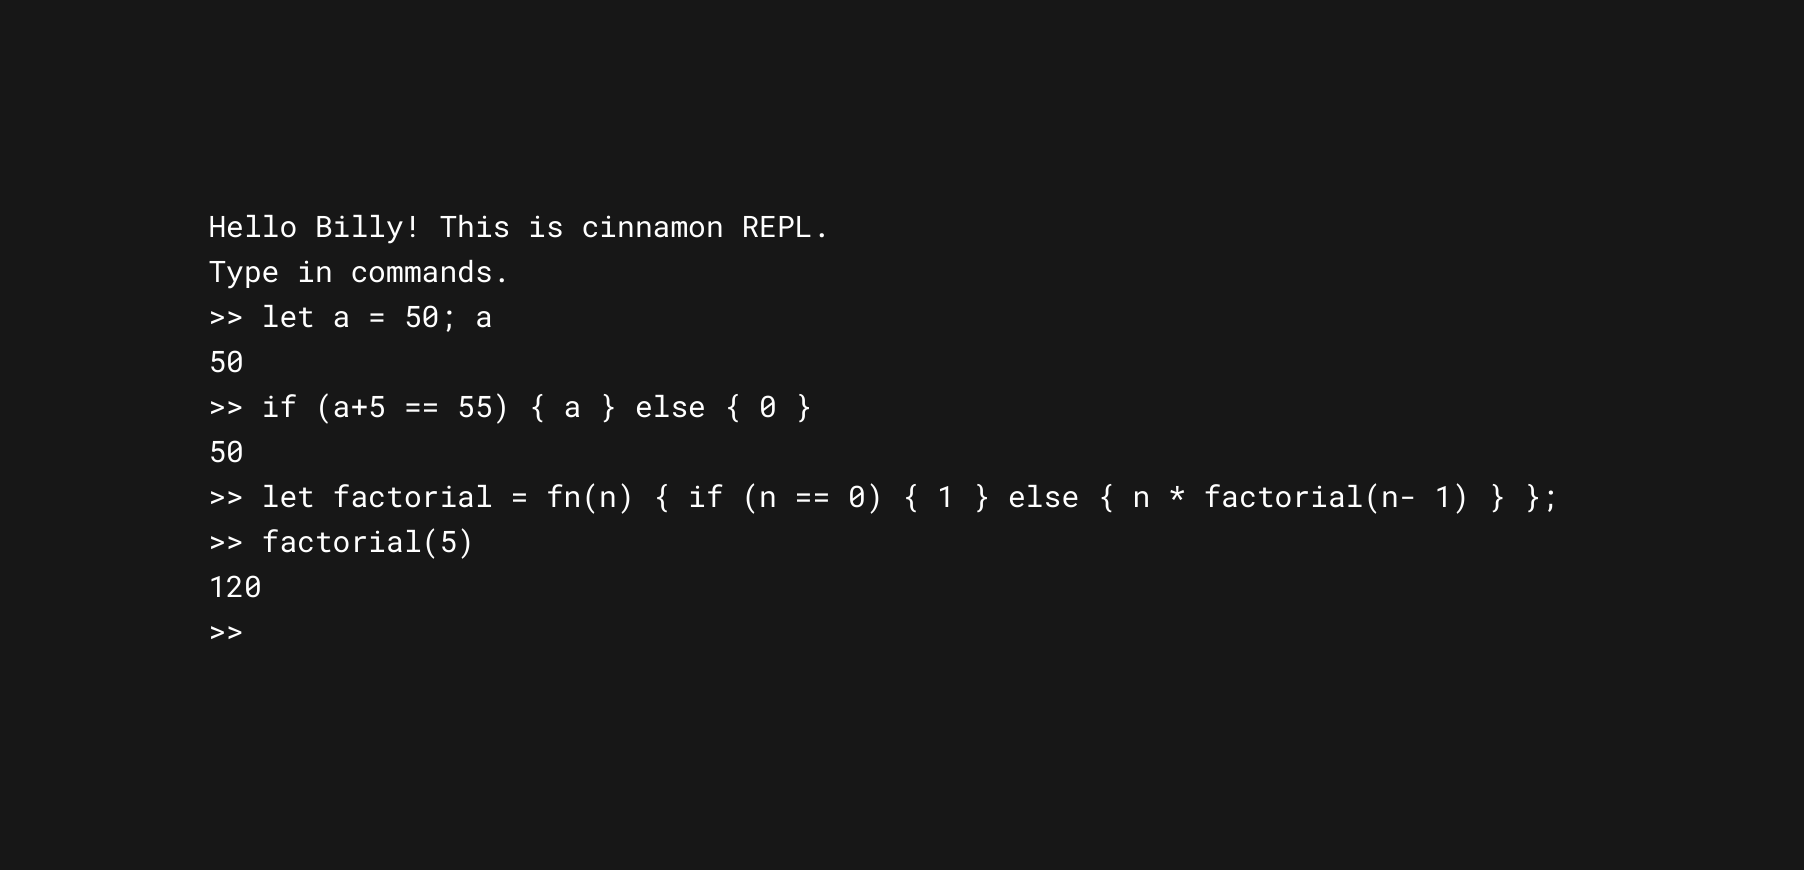 Hello Billy! This is cinnamon REPL.
Type in commands.
>> let a = 50; a
50
>> if (a+5 == 55) { a } else { 0 }
50
>> let factorial = fn(n) { if (n == 0) { 1 } else { n * factorial(n- 1) } };
>> factorial(5)
120
>>